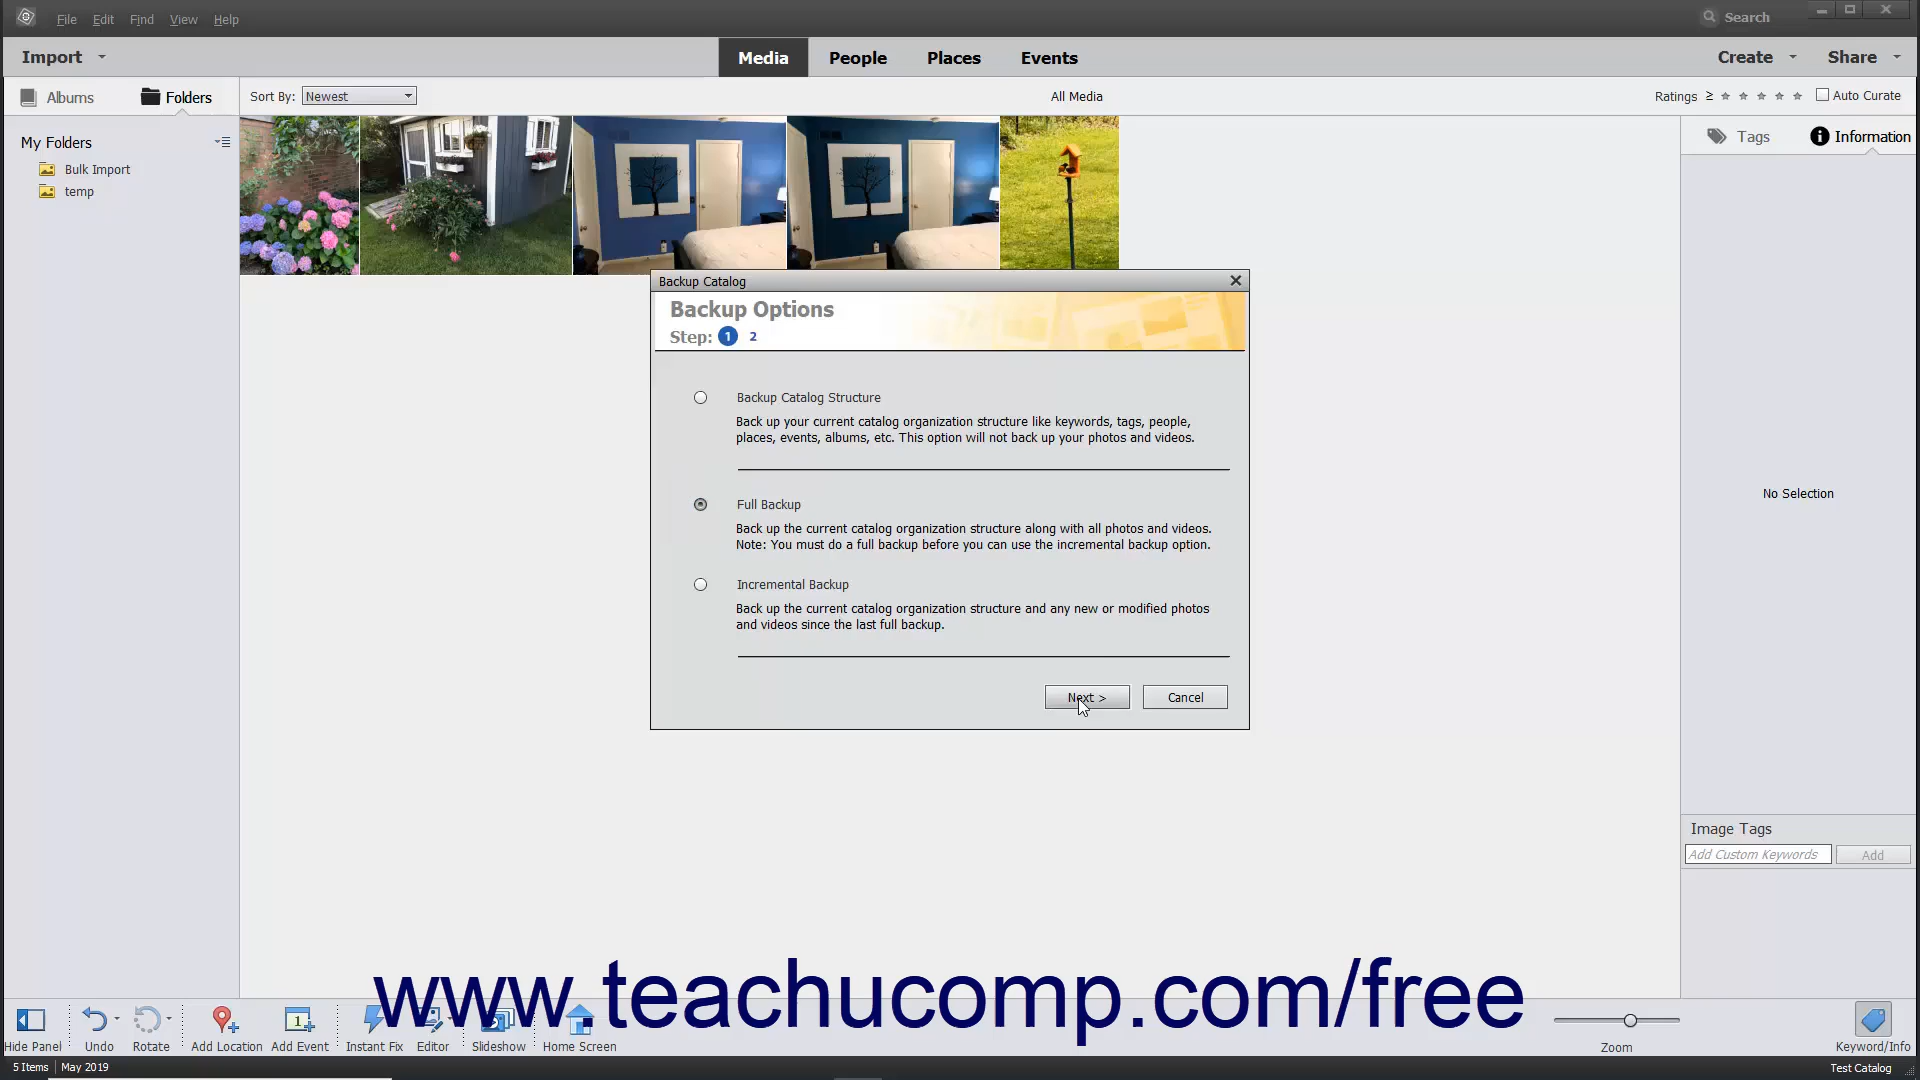 File Edit Find View Help
Search
Import
Media People Places Events
Create Share
Albums Folders
Sort By: Newest
All Media
Ratings ≥ Auto Curate
My Folders
Bulk Import
temp
Tags Information
No Selection
Backup Catalog
Backup Options
Step: 1 2
Backup Catalog Structure
Back up your current catalog organization structure like keywords, tags, people,
places, events, albums, etc. This option will not back up your photos and videos.
Full Backup
Back up the current catalog organization structure along with all photos and videos.
Note: You must do a full backup before you can use the incremental backup option.
Incremental Backup
Back up the current catalog organization structure and any new or modified photos
and videos since the last full backup.
Next > Cancel
Image Tags
Add Custom Keywords Add
www.teachucomp.com/free
Hide Panel Undo Rotate Add Location Add Event Instant Fix Editor Slideshow Home Screen Zoom Keyword/Info
5 Items May 2019
Test Catalog